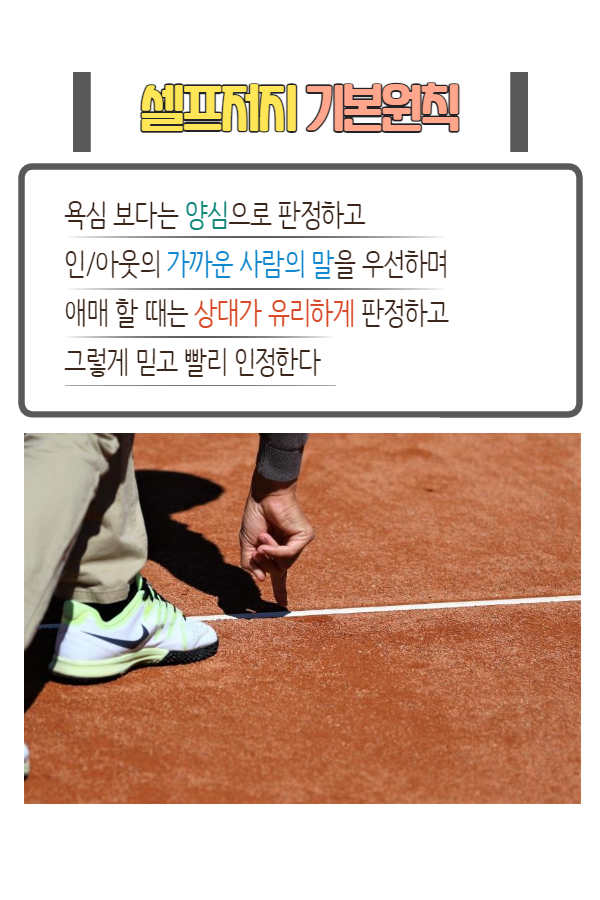 셀프저지 기본원칙
욕심 보다는 양심으로 판정하고
인/아웃의 가까운 사람의 말을 우선하며
애매 할 때는 상대가 유리하게 판정하고
그렇게 믿고 빨리 인정한다